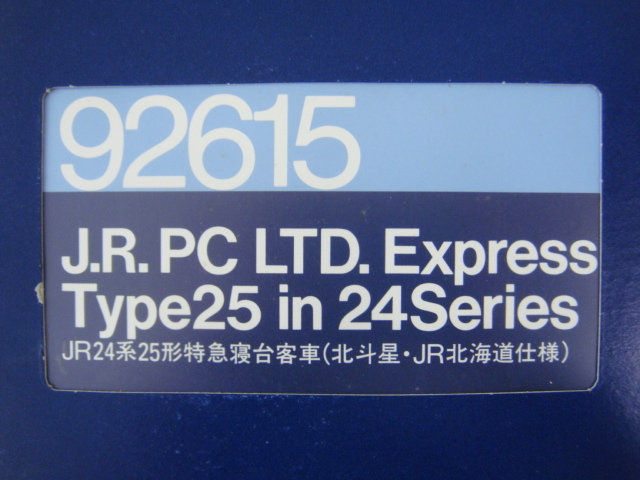 92615
J.R. PC LTD. Express
Type25 in 24Series
JR24系25形特急寝台客車(北斗星・JR北海道仕様)